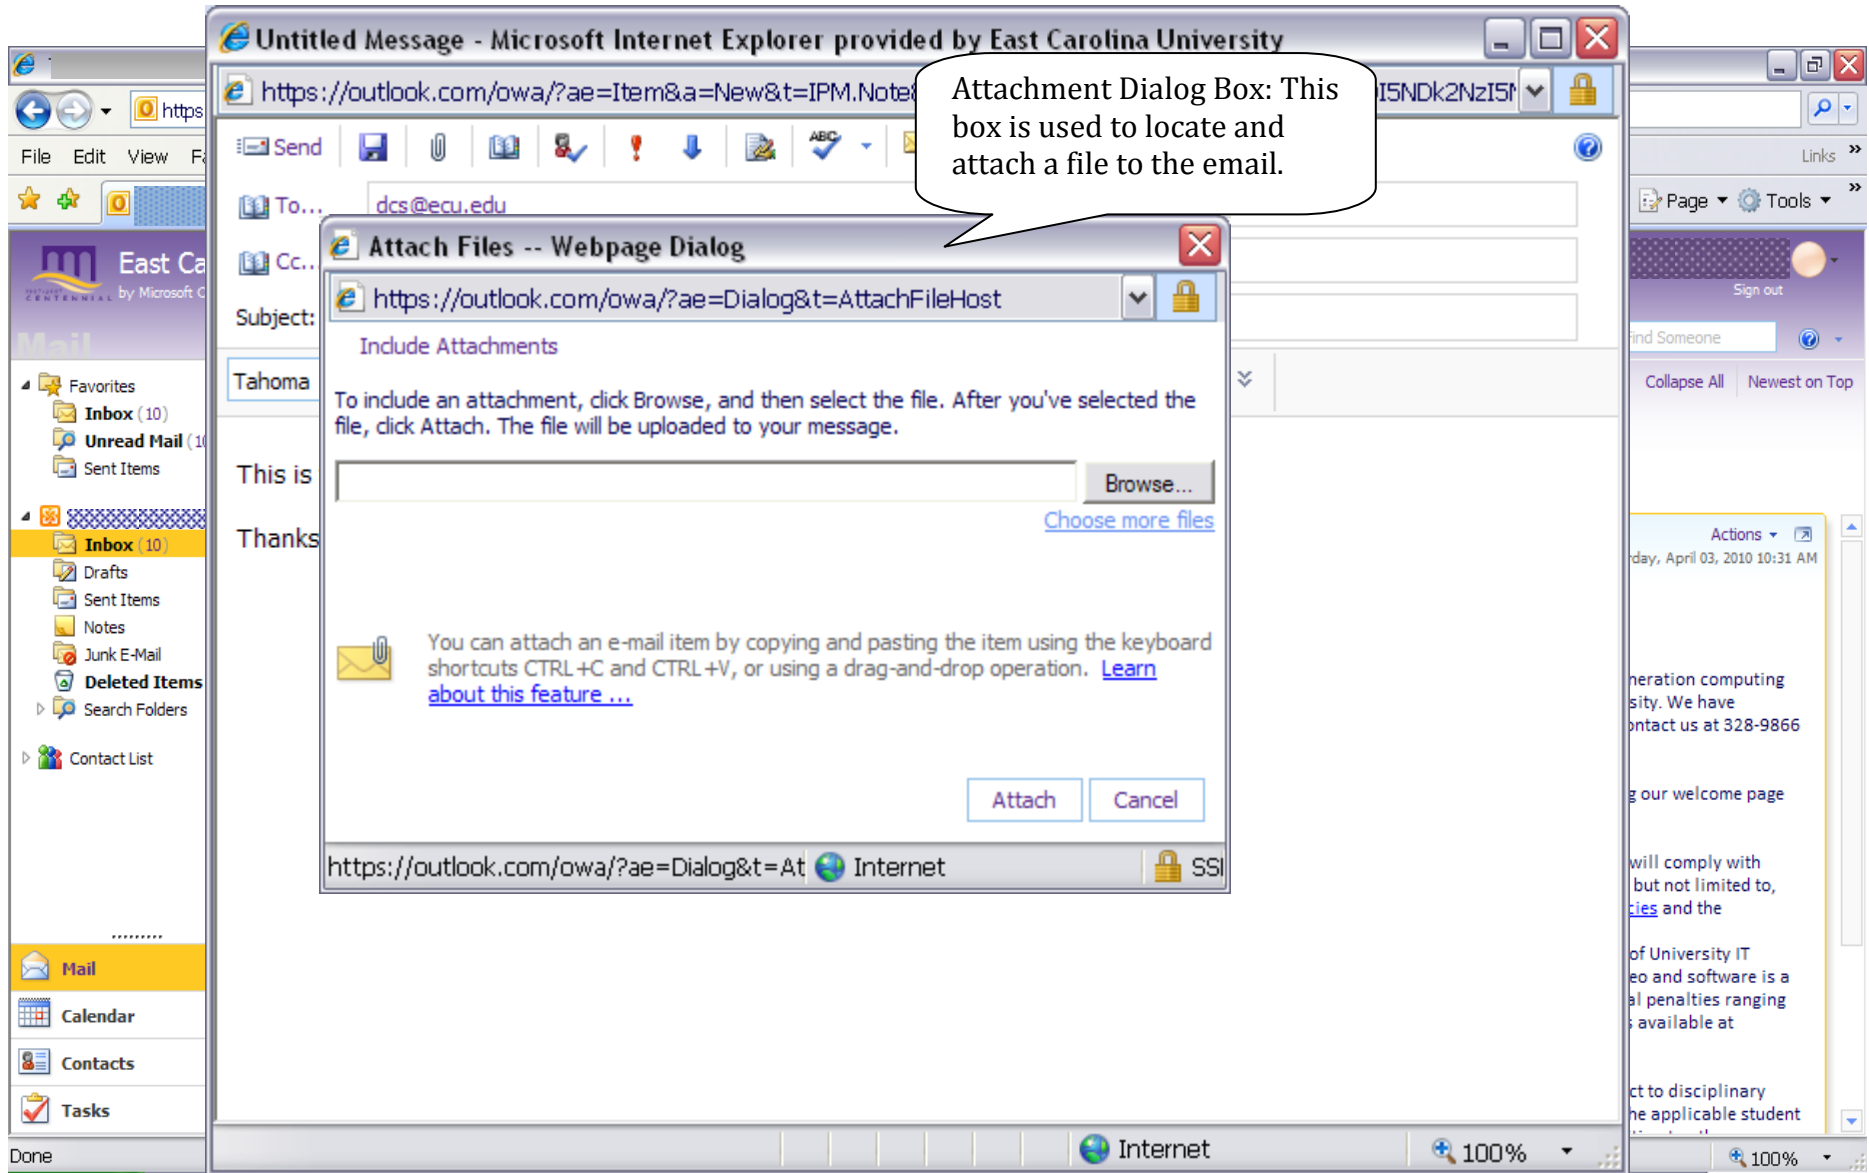 Untitled Message - Microsoft Internet Explorer provided by East Carolina University
https://outlook.com/owa/?ae=Item&a=New&t=IPM.Note
Attachment Dialog Box: This
box is used to locate and
attach a file to the email.
https
File Edit View
Links
Page Tools
Send
ABC
To... dcs@ecu.edu
Cc...
Subject:
Tahoma
This is
Thanks
East Ca
by Microsoft
CENTENNIAL
Mail
Sign out
Find Someone
Collapse All Newest on Top
Favorites
Inbox (10)
Unread Mail
Sent Items
Inbox (10)
Drafts
Sent Items
Notes
Junk E-Mail
Deleted Items
Search Folders
Contact List
Mail
Calendar
Contacts
Tasks
Done
Attach Files -- Webpage Dialog
https://outlook.com/owa/?ae=Dialog&t=AttachFileHost
Include Attachments
To include an attachment, click Browse, and then select the file. After you've selected the
file, click Attach. The file will be uploaded to your message.
Browse...
Choose more files
You can attach an e-mail item by copying and pasting the item using the keyboard
shortcuts CTRL+C and CTRL+V, or using a drag-and-drop operation. Learn
about this feature ...
Attach Cancel
https://outlook.com/owa/?ae=Dialog&t=At Internet SSl
Actions
rday, April 03, 2010 10:31 AM
neration computing
sity. We have
ontact us at 328-9866
g our welcome page
will comply with
but not limited to,
cies and the
of University IT
eo and software is a
al penalties ranging
s available at
ct to disciplinary
he applicable student
Internet 100%
100%